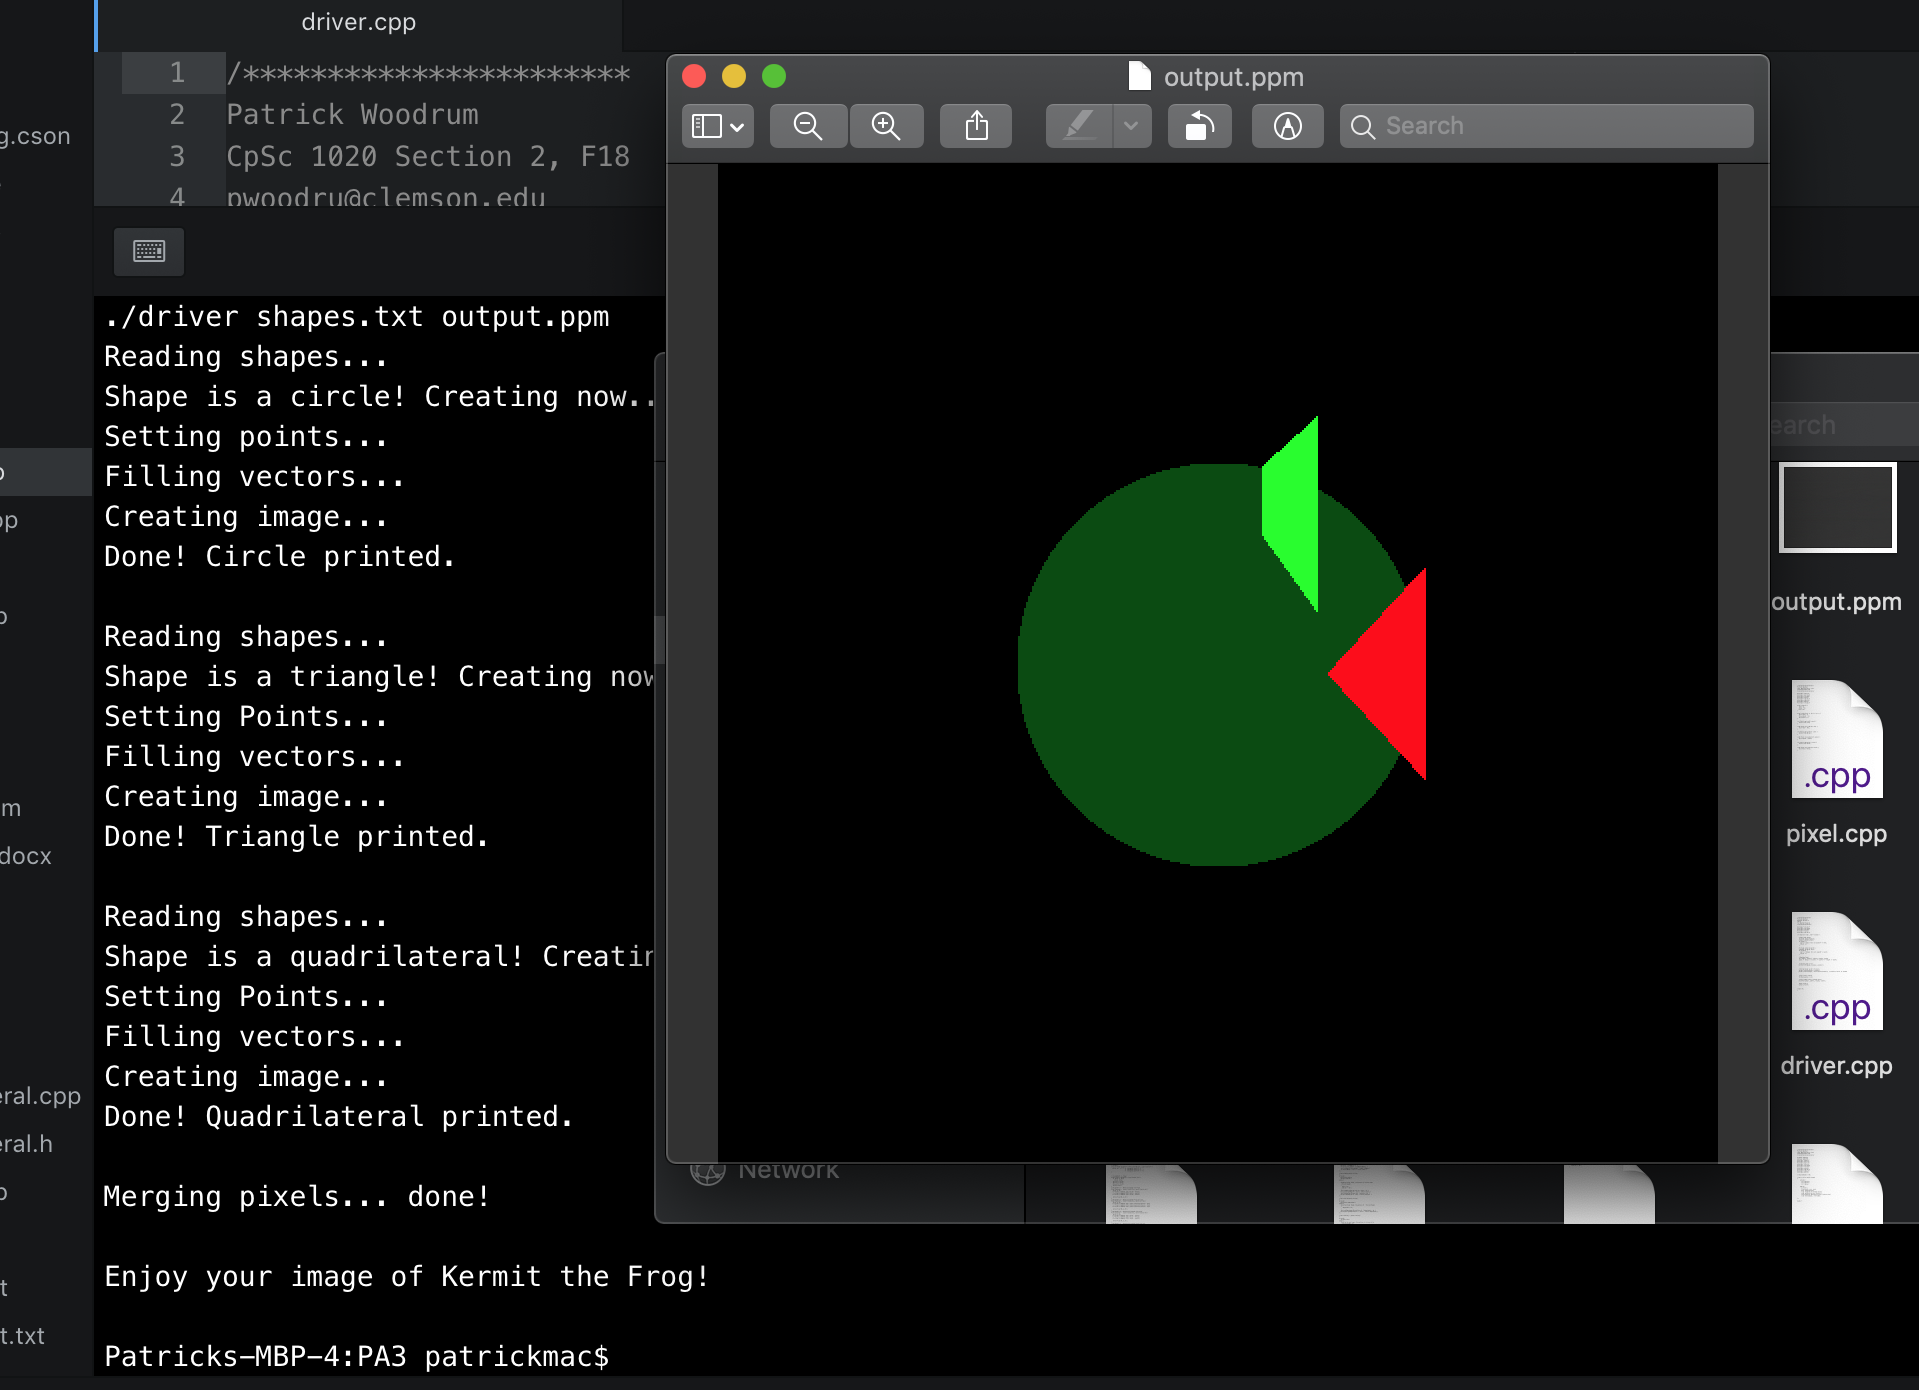 driver.cpp
1 /***********************
2 Patrick Woodrum
3 CpSc 1020 Section 2, F18
4 pwoodru@clemson.edu
g.cson
output.ppm
Search
./driver shapes.txt output.ppm
Reading shapes...
Shape is a circle! Creating now..
Setting points...
Filling vectors...
Creating image...
Done! Circle printed.
Reading shapes...
Shape is a triangle! Creating now
Setting Points...
Filling vectors...
Creating image...
Done! Triangle printed.
Reading shapes...
Shape is a quadrilateral! Creatin
Setting Points...
Filling vectors...
Creating image...
Done! Quadrilateral printed.
Merging pixels... done!
Enjoy your image of Kermit the Frog!
Patricks-MBP-4:PA3 patrickmac$
p
pp
p
m
docx
eral.cpp
eral.h
p
t
t.txt
earch
output.ppm
.cpp
pixel.cpp
.cpp
driver.cpp
Network